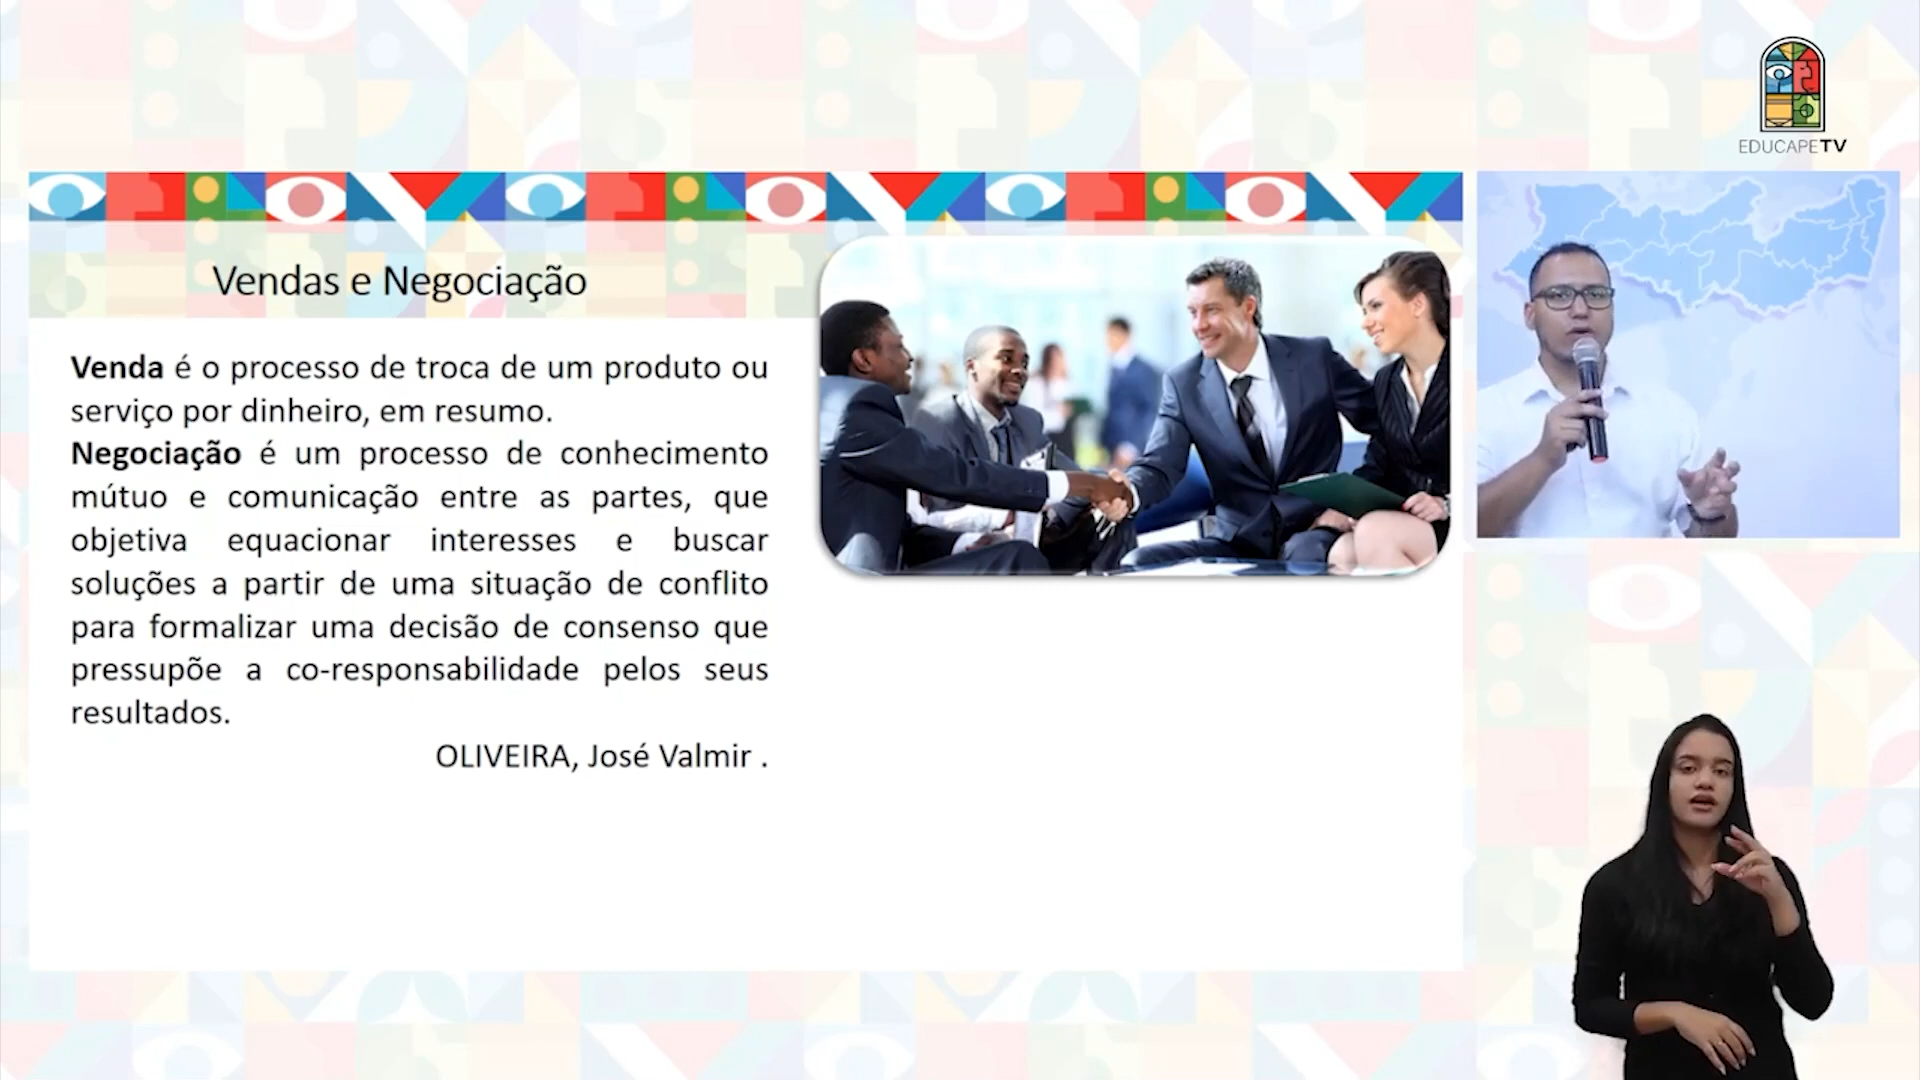 EDUCAPETV
Vendas e Negociação
Venda é o processo de troca de um produto ou
serviço por dinheiro, em resumo.
Negociação é um processo de conhecimento
mútuo e comunicação entre as partes, que
objetiva equacionar interesses e buscar
soluções a partir de uma situação de conflito
para formalizar uma decisão de consenso que
pressupõe a co-responsabilidade pelos seus
resultados.
OLIVEIRA, José Valmir .